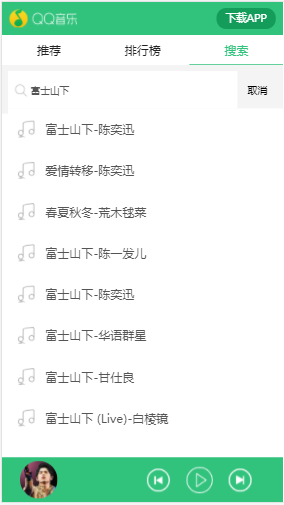 QQ音乐
下载APP
推荐 排行榜 搜索
富士山下 取消
富士山下-陈奕迅
爱情转移-陈奕迅
春夏秋冬-荒木毬菜
富士山下-陈一发儿
富士山下-陈奕迅
富士山下-华语群星
富士山下-甘仕良
富士山下 (Live)-白棱镜